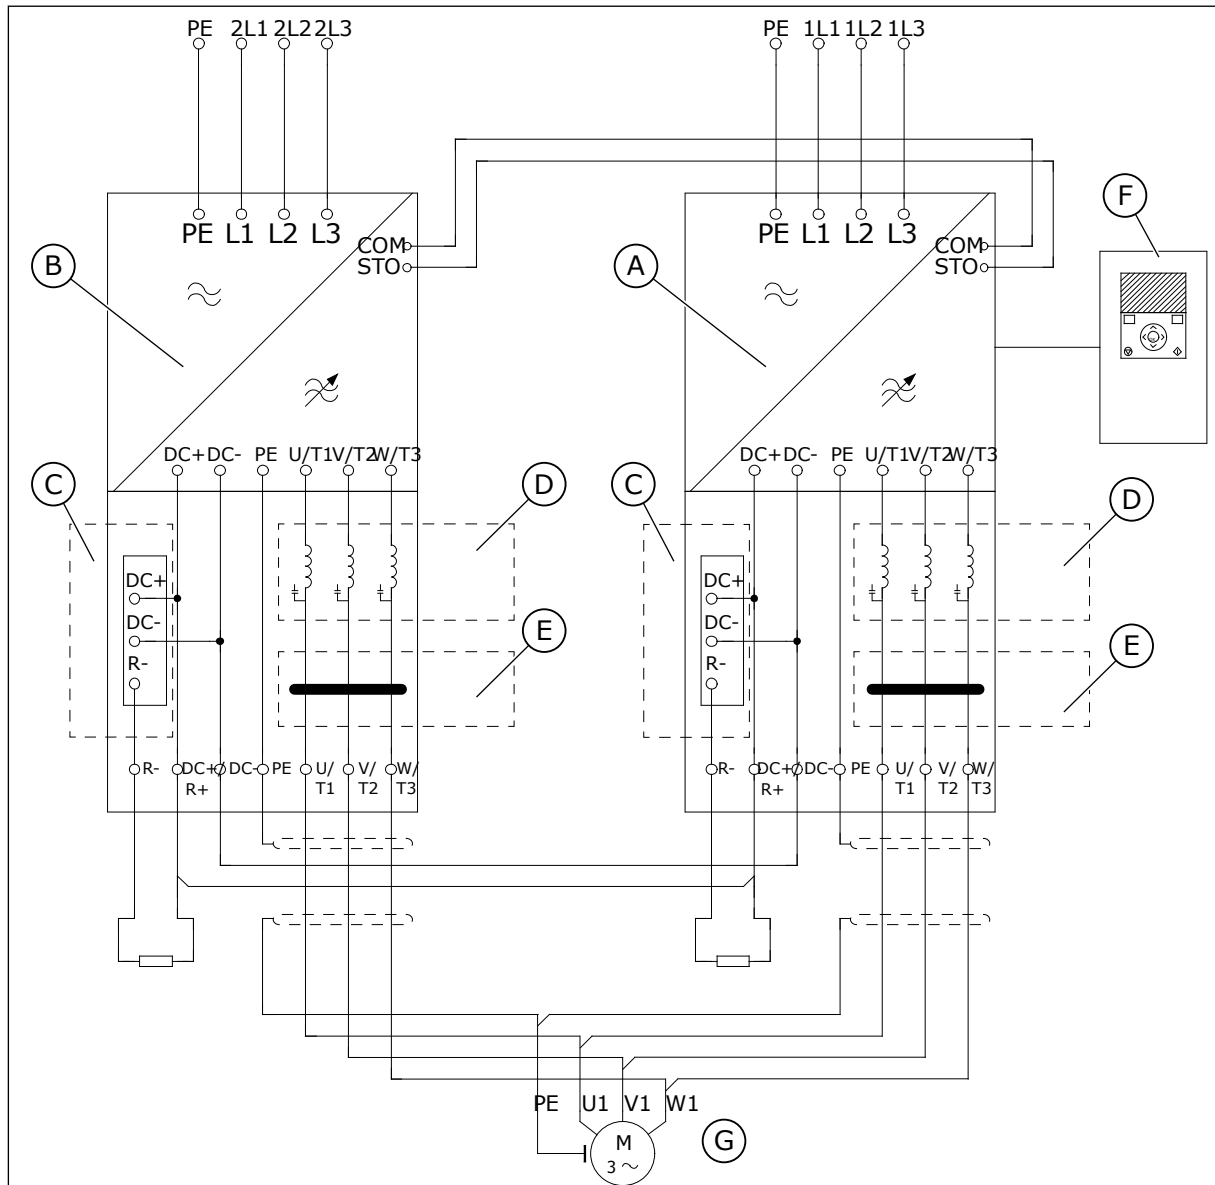 PE 2L1 2L2 2L3 PE 1L1 1L2 1L3
F
PE L1 L2 L3 PE L1 L2 L3
COM COM
STO STO
B A
DC+ DC- PE U/T1 V/T2 W/T3 DC+ DC- PE U/T1 V/T2 W/T3
C D C D
DC+ DC+
DC- DC-
E E
R- R-
R- DC+/ DC- PE U/ V/ W/ R- DC+/ DC- PE U/ V/ W/
R+ T1 T2 T3 R+ T1 T2 T3
PE U1 V1 W1
M G
3 ~